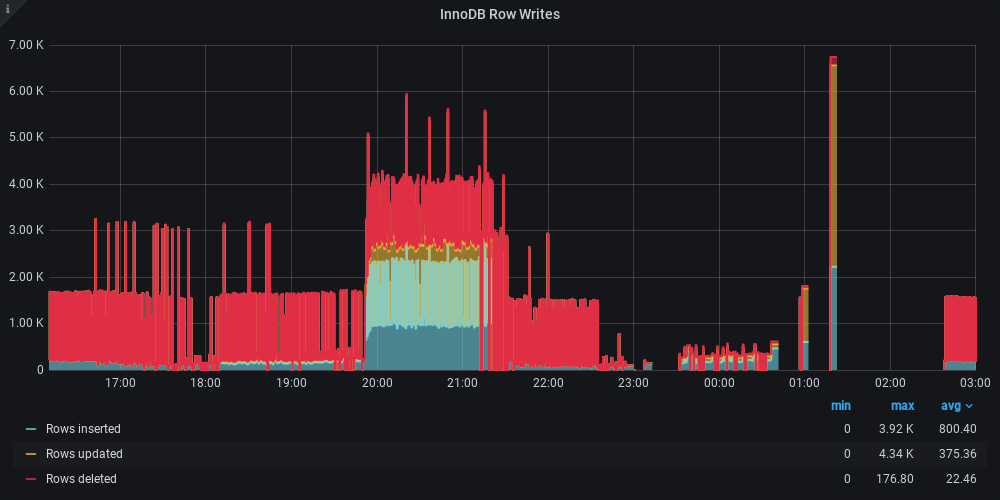 i
InnoDB Row Writes
7.00 K
6.00 K
5.00 K
4.00 K
3.00 K
2.00 K
1.00 K
0
17:00 18:00 19:00 20:00 21:00 22:00 23:00 00:00 01:00 02:00 03:00
min max avg
Rows inserted 0 3.92 K 800.40
Rows updated 0 4.34 K 375.36
Rows deleted 0 176.80 22.46